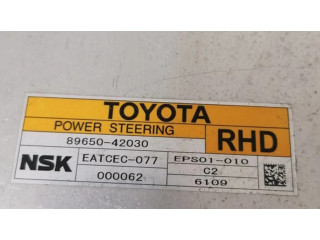 TOYOTA
POWER STEERING
89650-42030
RHD
NSK
EATCEC-077
EPS01-010
000062
C2
6109